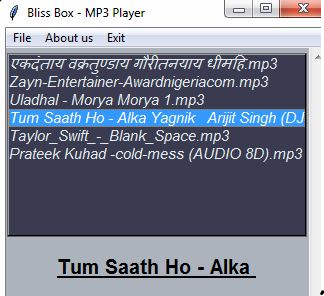 Bliss Box - MP3 Player
File About us Exit
एकदंताय वक्रतुण्डाय गौरीतनयाय धीमहि.mp3
Zayn-Entertainer-Awardnigeriacom.mp3
Uladhal - Morya Morya 1.mp3
Tum Saath Ho - Alka Yagnik Arijit Singh (DJ
Taylor_Swift_-_Blank_Space.mp3
Prateek Kuhad -cold-mess (AUDIO 8D).mp3
Tum Saath Ho - Alka